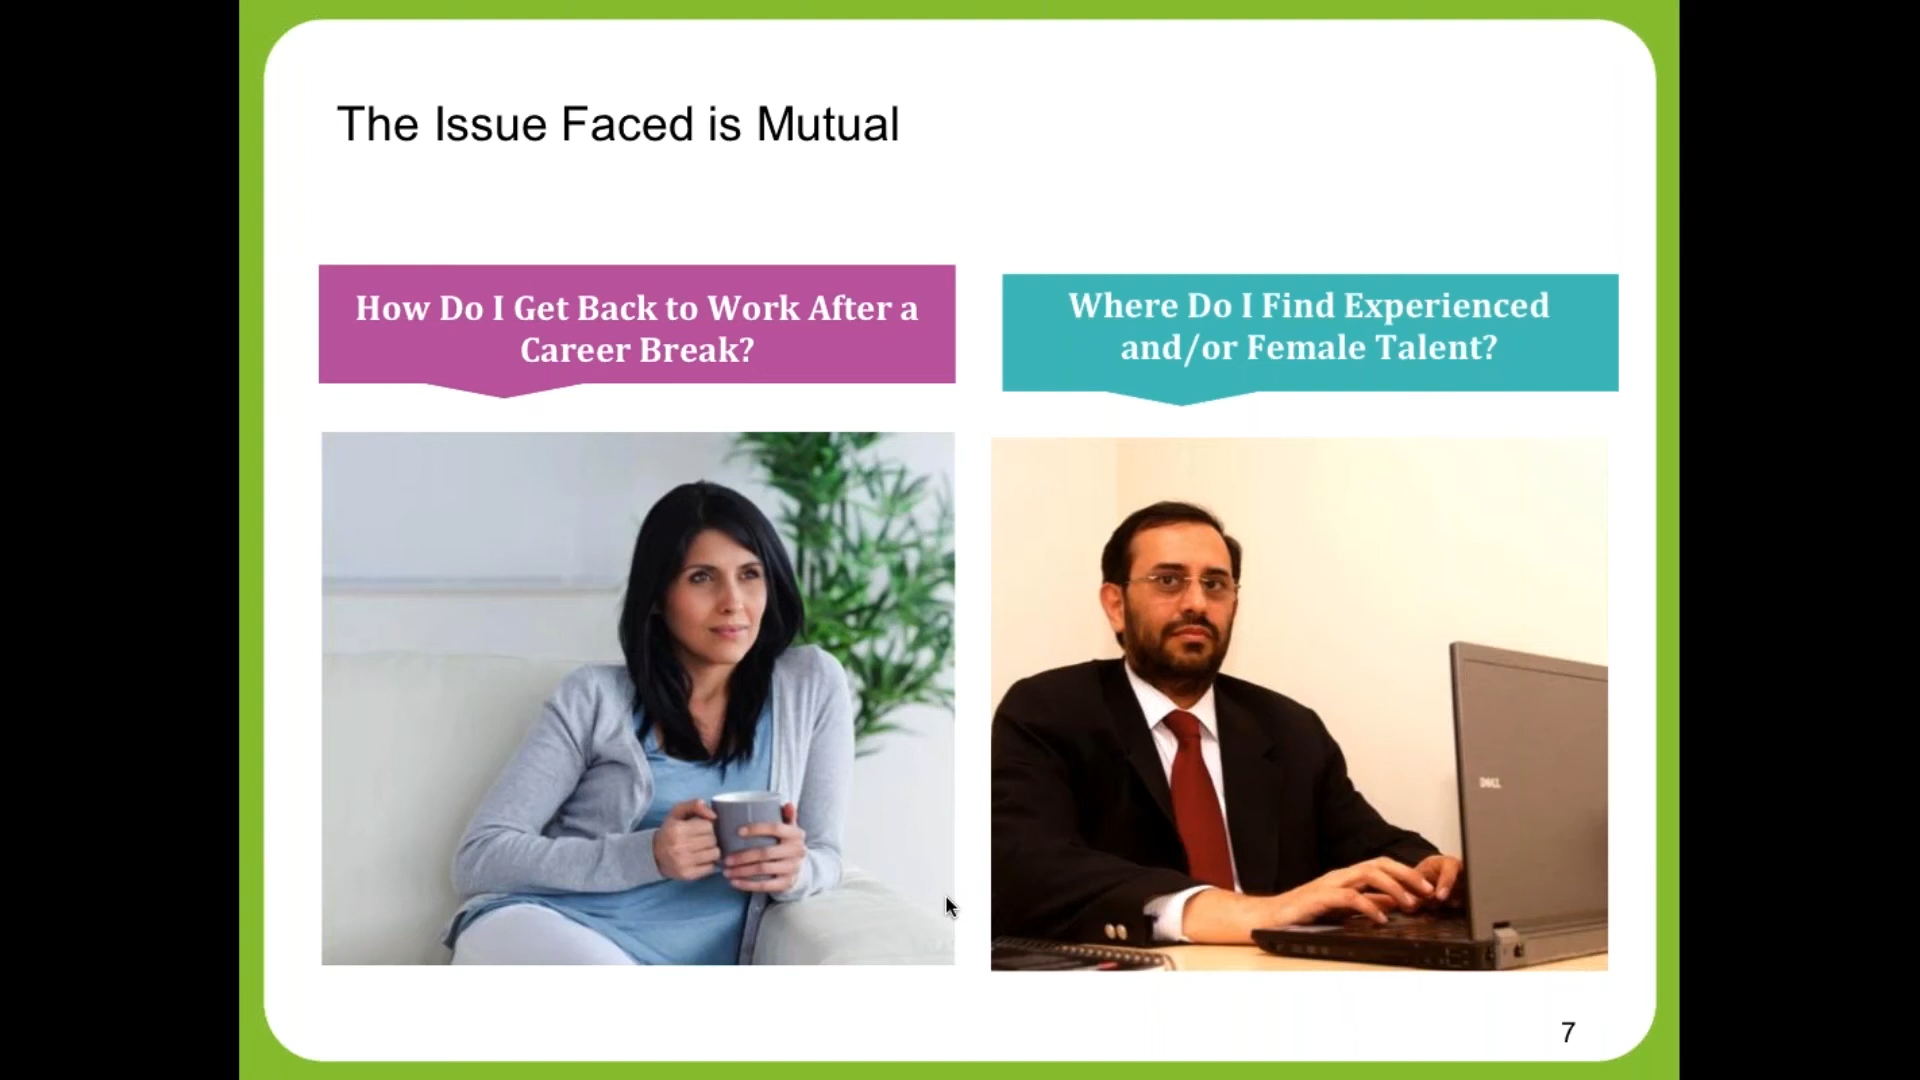 The Issue Faced is Mutual
How Do I Get Back to Work After a
Career Break?
Where Do I Find Experienced
and/or Female Talent?
DELL
7